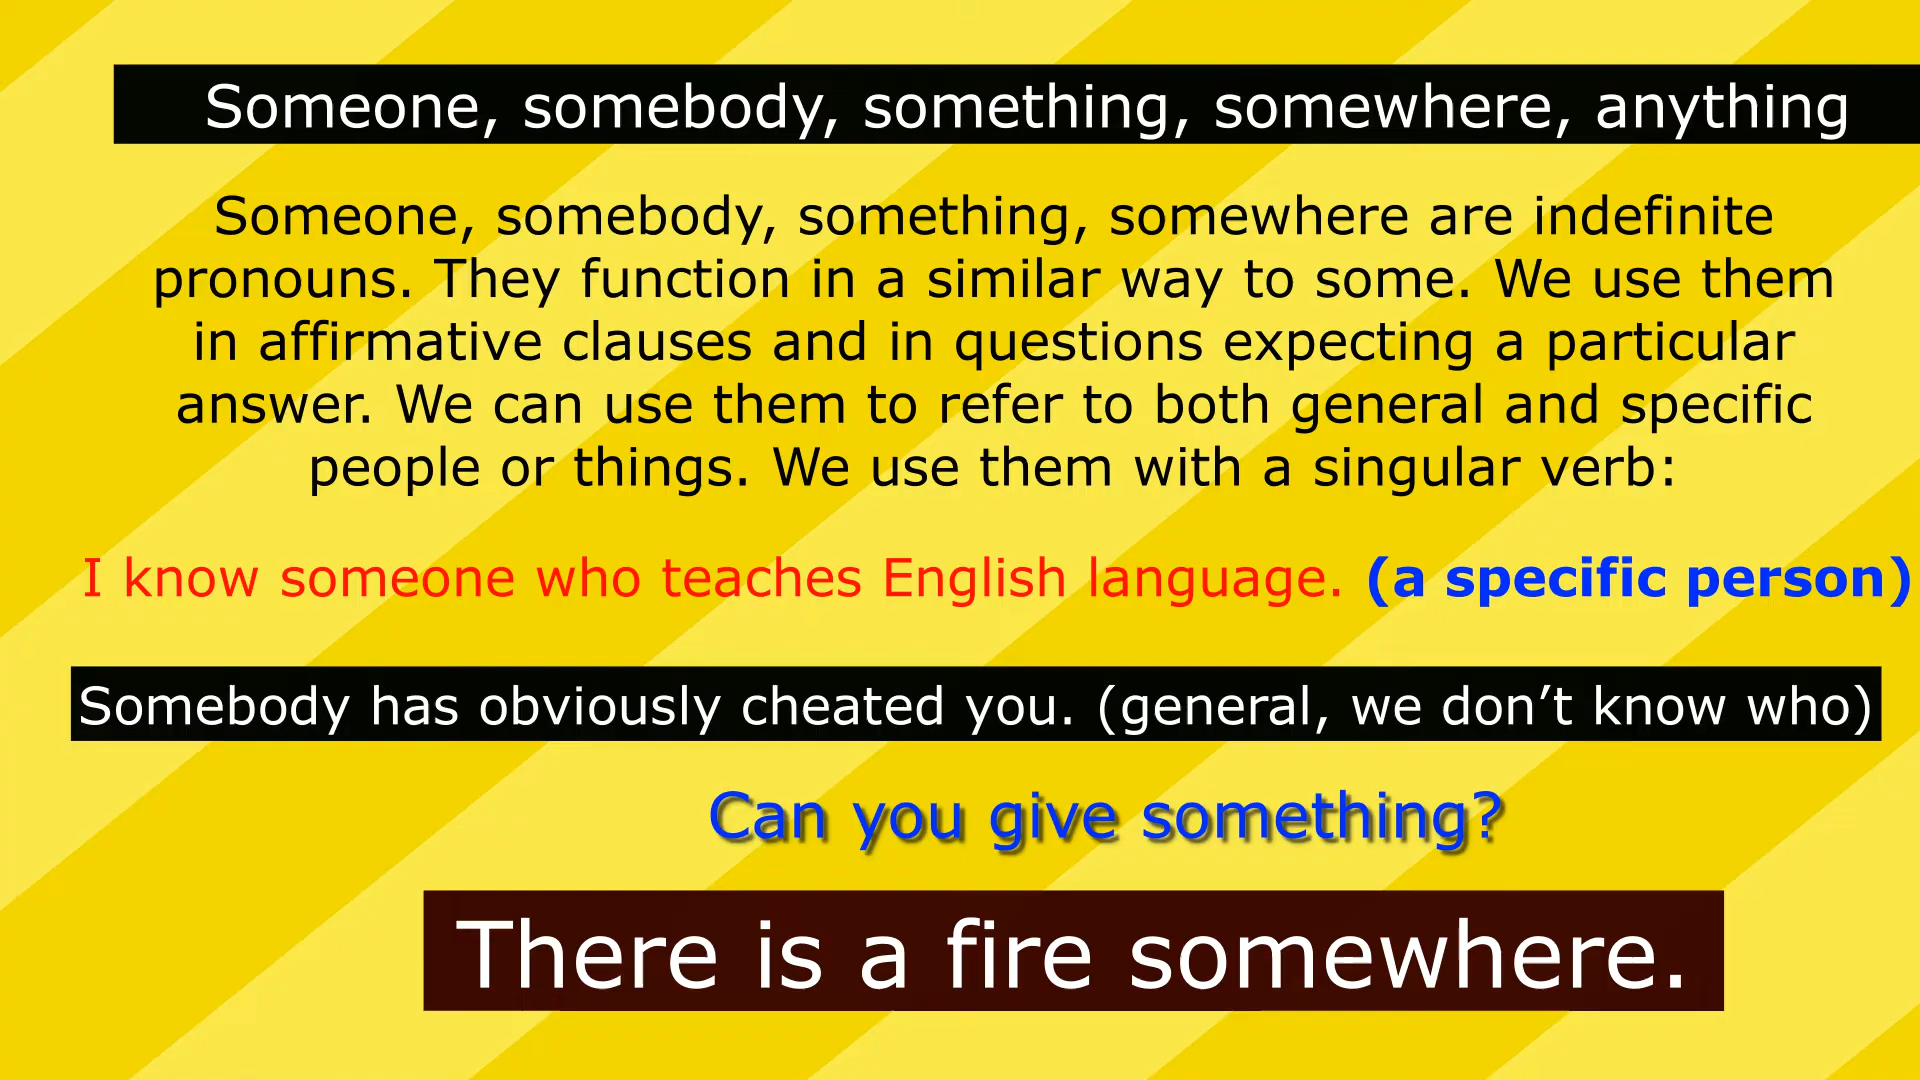 Someone, somebody, something, somewhere, anything
Someone, somebody, something, somewhere are indefinite
pronouns. They function in a similar way to some. We use them
in affirmative clauses and in questions expecting a particular
answer. We can use them to refer to both general and specific
people or things. We use them with a singular verb:
I know someone who teaches English language. (a specific person)
Somebody has obviously cheated you. (general, we don’t know who)
Can you give something?
There is a fire somewhere.